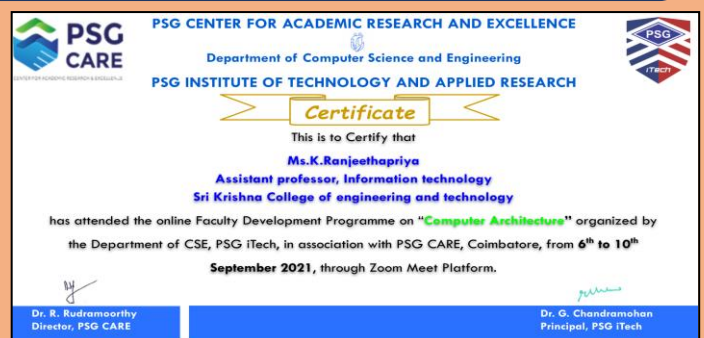 PSG
CARE
CENTER FOR ACADEMIC RESEARCH & EXCELLENCE
PSG CENTER FOR ACADEMIC RESEARCH AND EXCELLENCE
Department of Computer Science and Engineering
PSG INSTITUTE OF TECHNOLOGY AND APPLIED RESEARCH
PSG
iTech
Certificate
This is to Certify that
Ms.K.Ranjeethapriya
Assistant professor, Information technology
Sri Krishna College of engineering and technology
has attended the online Faculty Development Programme on “Computer Architecture” organized by
the Department of CSE, PSG iTech, in association with PSG CARE, Coimbatore, from 6th to 10th
September 2021, through Zoom Meet Platform.
Dr. R. Rudramoorthy
Director, PSG CARE
Dr. G. Chandramohan
Principal, PSG iTech